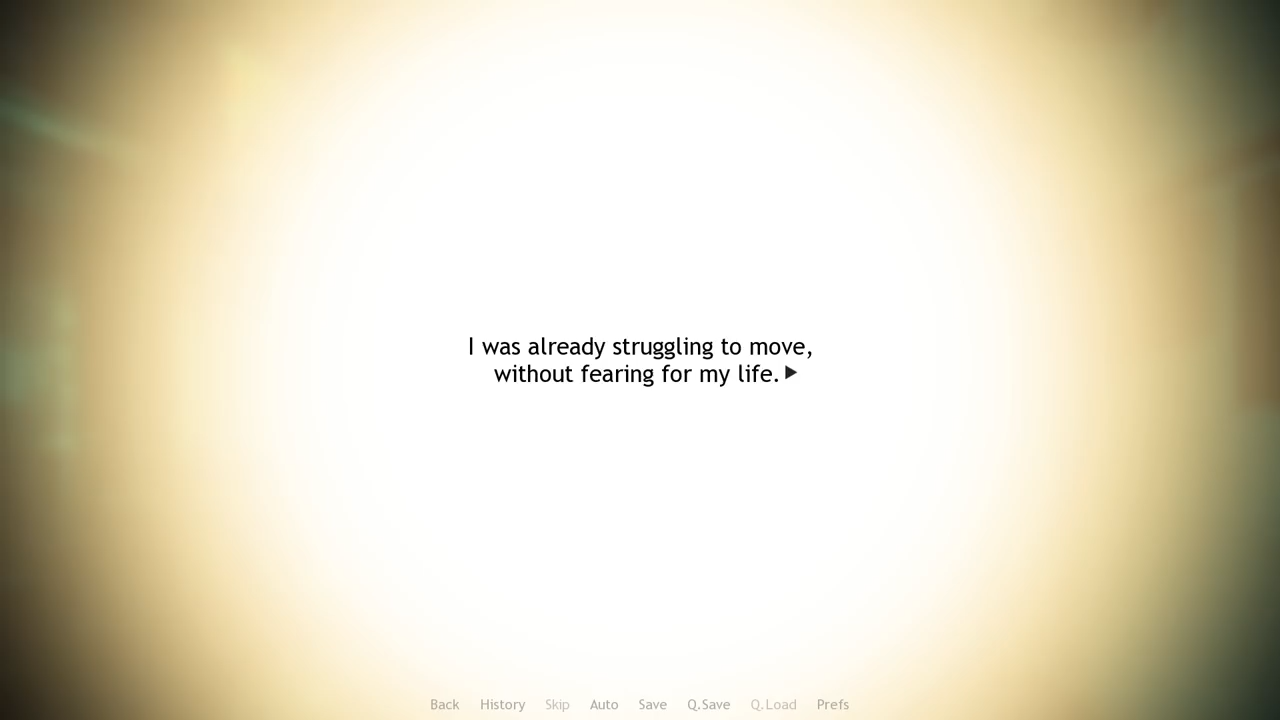 I was already struggling to move,
without fearing for my life.
Back History Skip Auto Save Q.Save Q.Load Prefs